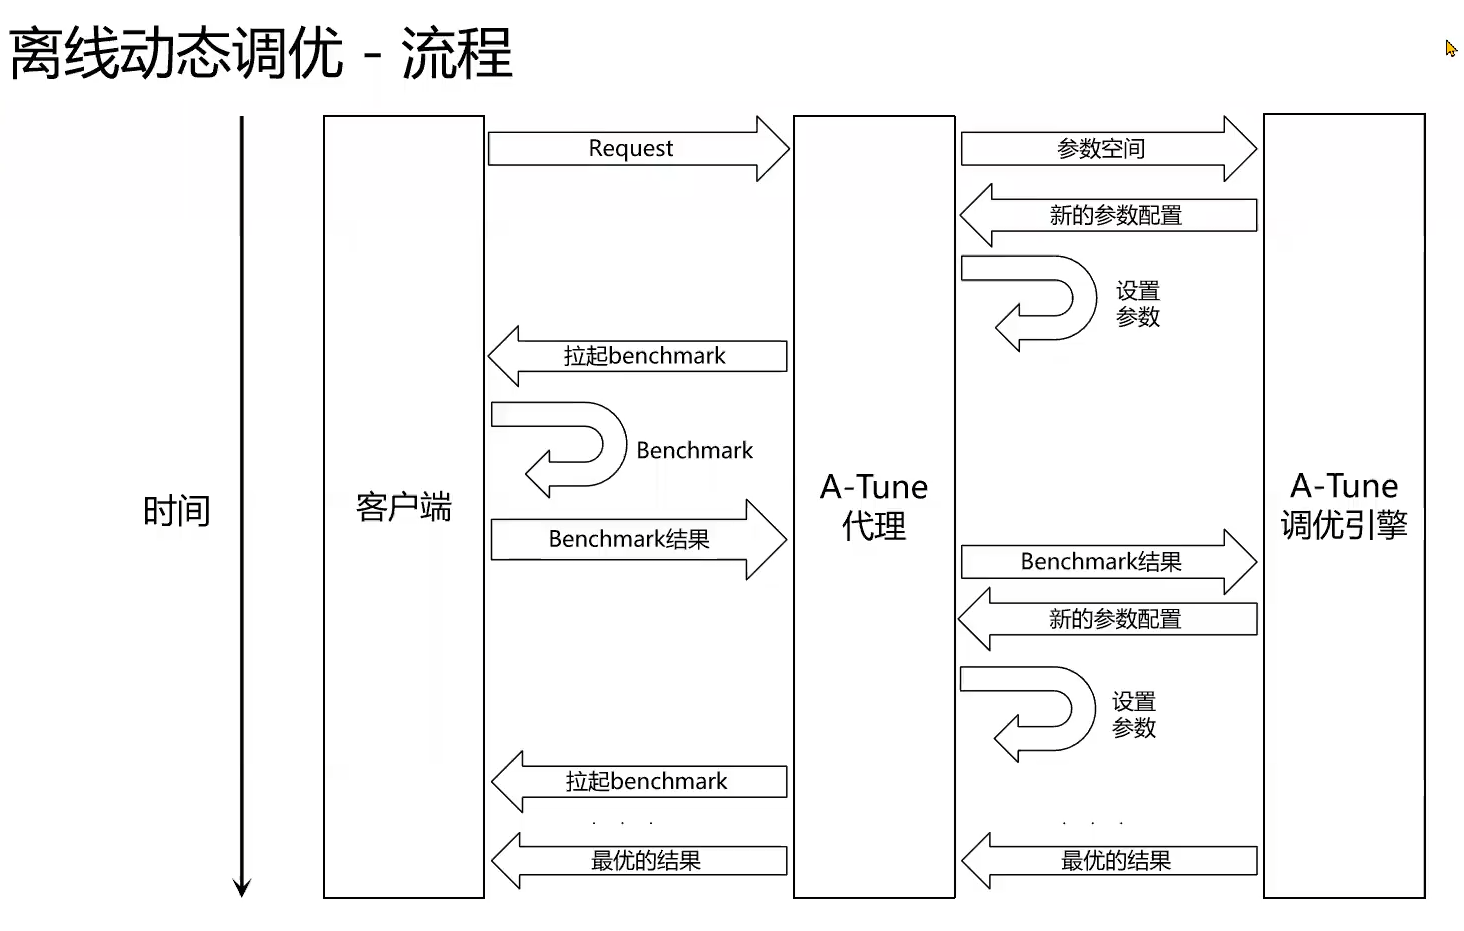 离线动态调优 - 流程
Request
参数空间
新的参数配置
设置
参数
拉起benchmark
Benchmark
时间
客户端
A-Tune
代理
A-Tune
调优引擎
Benchmark结果
Benchmark结果
新的参数配置
设置
参数
拉起benchmark
. . .
. . .
最优的结果
最优的结果